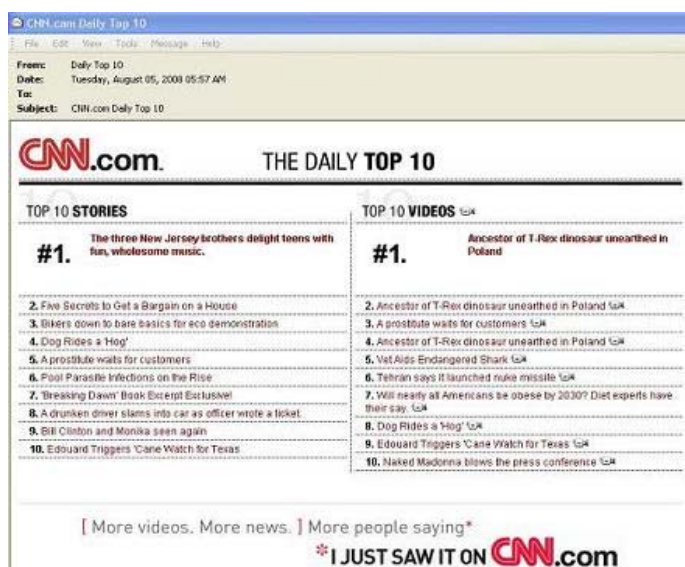 CNN.com Daily Top 10
File Edit View Tools Message Help
From: Daily Top 10
Date: Tuesday, August 05, 2008 05:57 AM
To:
Subject: CNN.com Daily Top 10
CNN.com.
THE DAILY TOP 10
TOP 10 STORIES
#1.
The three New Jersey brothers delight teens with
fun, wholesome music.
2. Five Secrets to Get a Bargain on a House
3. Bikers down to bare basics for eco demonstration
4. Dog Rides a 'Hog'
5. A prostitute waits for customers
6. Pool Parasite Infections on the Rise
7. 'Breaking Dawn' Book Excerpt Exclusive!
8. A drunken driver slams into car as officer wrote a ticket
9. Bill Clinton and Monika seen again
10. Edouard Triggers 'Cane Watch for Texas
TOP 10 VIDEOS
#1.
Ancestor of T-Rex dinosaur unearthed in
Poland
2. Ancestor of T-Rex dinosaur unearthed in Poland
3. A prostitute waits for customers
4. Ancestor of T-Rex dinosaur unearthed in Poland
5. Vet Aids Endangered Shark
6. Tehran says it launched nuke missile
7. Will nearly all Americans be obese by 2030? Diet experts have
their say.
8. Dog Rides a 'Hog'
9. Edouard Triggers 'Cane Watch for Texas
10. Naked Madonna blows the press conference
[ More videos. More news. ] More people saying*
*I JUST SAW IT ON CNN.com